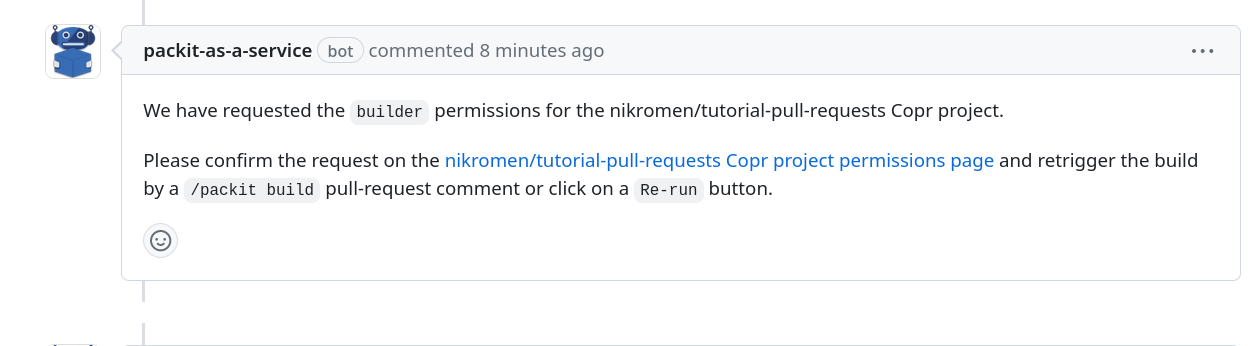 packit-as-a-service bot commented 8 minutes ago
We have requested the builder permissions for the nikromen/tutorial-pull-requests Copr project.
Please confirm the request on the nikromen/tutorial-pull-requests Copr project permissions page and retrigger the build
by a /packit build pull-request comment or click on a Re-run button.